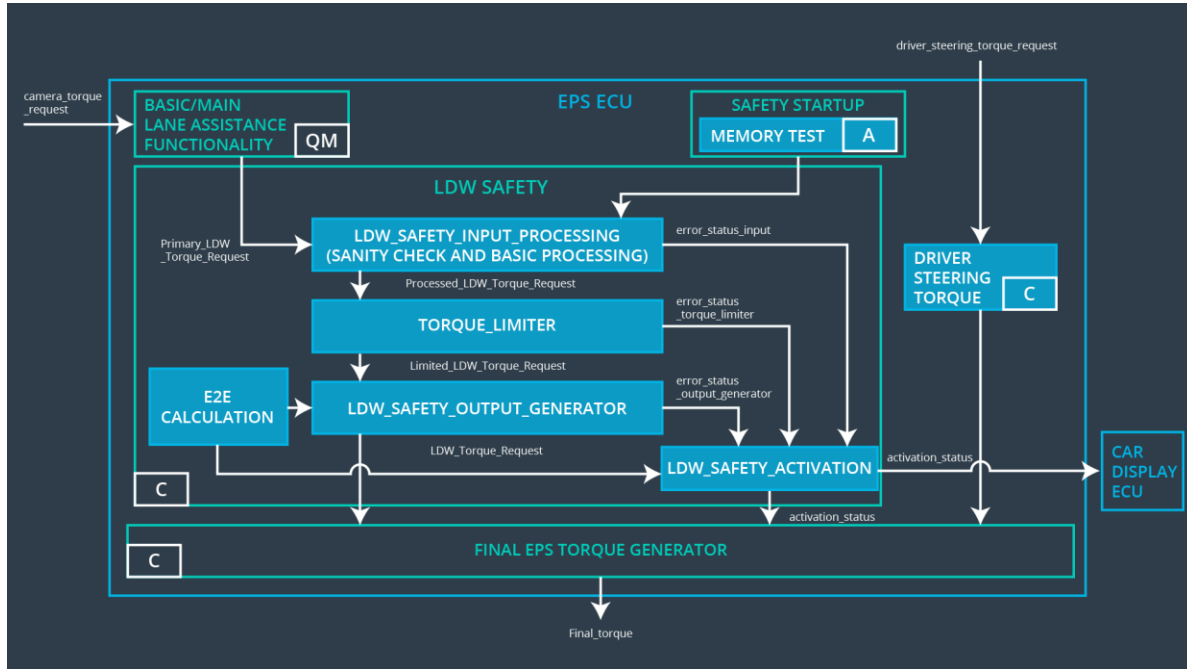 driver_steering_torque_request
camera_torque
_request
BASIC/MAIN
LANE ASSISTANCE
FUNCTIONALITY
QM
EPS ECU
SAFETY STARTUP
MEMORY TEST
A
LDW SAFETY
LDW_SAFETY_INPUT_PROCESSING
(SANITY CHECK AND BASIC PROCESSING)
error_status_input
Primary_LDW
_Torque_Request
DRIVER
STEERING
TORQUE
C
Processed_LDW_Torque_Request
TORQUE_LIMITER
error_status
_torque_limiter
Limited_LDW_Torque_Request
E2E
CALCULATION
LDW_SAFETY_OUTPUT_GENERATOR
error_status
_output_generator
LDW_Torque_Request
LDW_SAFETY_ACTIVATION
activation_status
CAR
DISPLAY
ECU
C
activation_status
FINAL EPS TORQUE GENERATOR
C
Final_torque